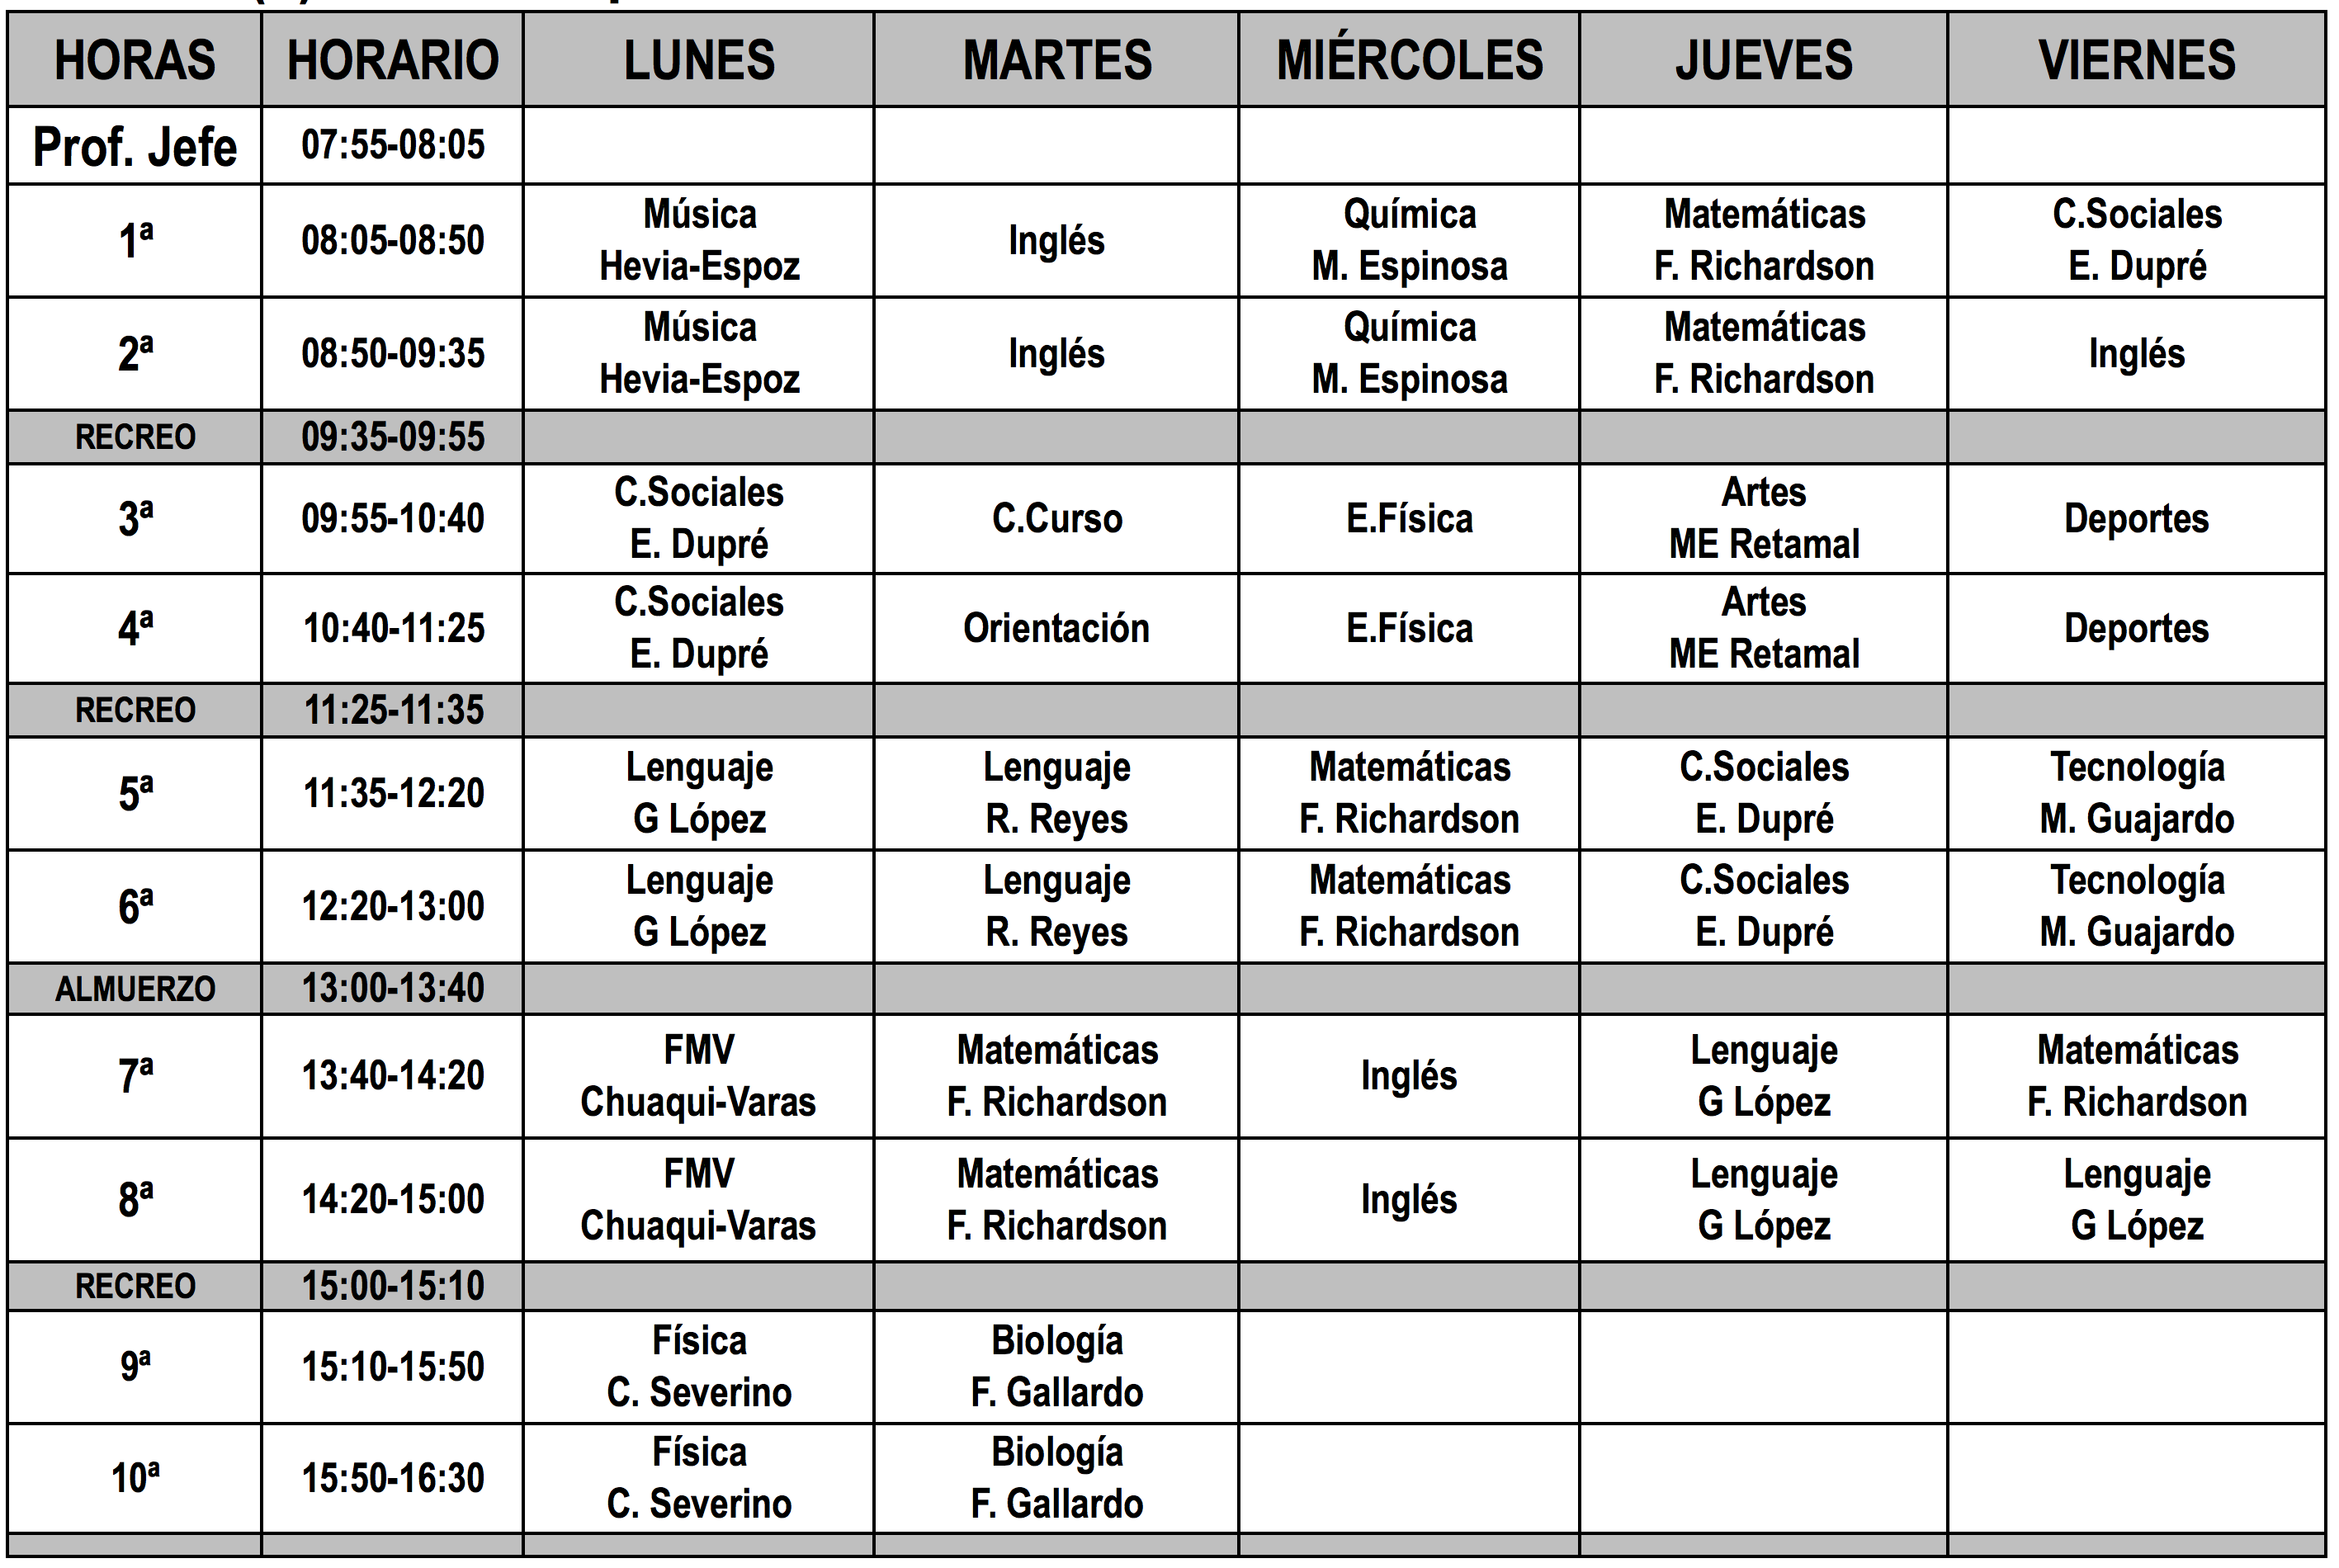 HORAS HORARIO LUNES MARTES MIÉRCOLES JUEVES VIERNES
Prof. Jefe 07:55-08:05
1ª 08:05-08:50 Música Hevia-Espoz Inglés Química M. Espinosa Matemáticas F. Richardson C.Sociales E. Dupré
2ª 08:50-09:35 Música Hevia-Espoz Inglés Química M. Espinosa Matemáticas F. Richardson Inglés
RECREO 09:35-09:55
3ª 09:55-10:40 C.Sociales E. Dupré C.Curso E.Física Artes ME Retamal Deportes
4ª 10:40-11:25 C.Sociales E. Dupré Orientación E.Física Artes ME Retamal Deportes
RECREO 11:25-11:35
5ª 11:35-12:20 Lenguaje G López Lenguaje R. Reyes Matemáticas F. Richardson C.Sociales E. Dupré Tecnología M. Guajardo
6ª 12:20-13:00 Lenguaje G López Lenguaje R. Reyes Matemáticas F. Richardson C.Sociales E. Dupré Tecnología M. Guajardo
ALMUERZO 13:00-13:40
7ª 13:40-14:20 FMV Chuaqui-Varas Matemáticas F. Richardson Inglés Lenguaje G López Matemáticas F. Richardson
8ª 14:20-15:00 FMV Chuaqui-Varas Matemáticas F. Richardson Inglés Lenguaje G López Lenguaje G López
RECREO 15:00-15:10
9ª 15:10-15:50 Física C. Severino Biología F. Gallardo
10ª 15:50-16:30 Física C. Severino Biología F. Gallardo